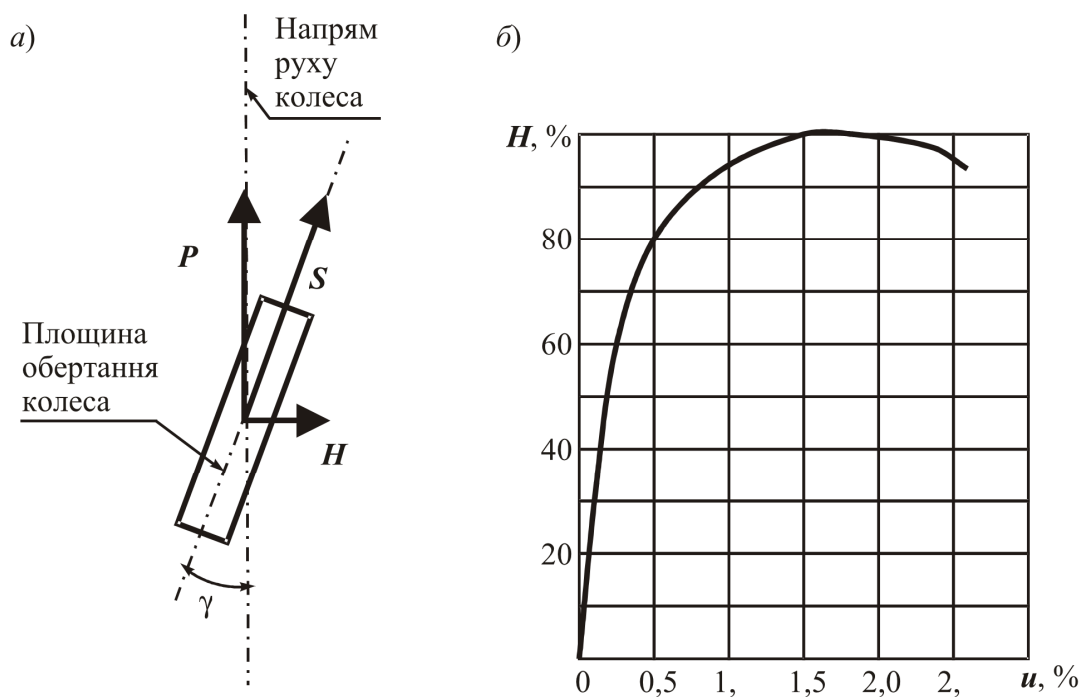 а)
Напрям
руху
колеса
P
S
Площина
обертання
колеса
H
γ
б)
H, %
80
60
40
20
0 0,5 1, 1,5 2,0 2, u, %